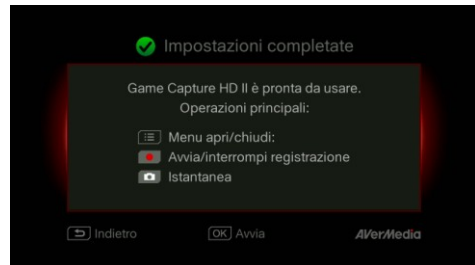 Impostazioni completate
Game Capture HD II è pronta da usare.
Operazioni principali:
Menu apri/chiudi:
Avvia/interrompi registrazione
Istantanea
Indietro
OK Avvia
AVerMedia